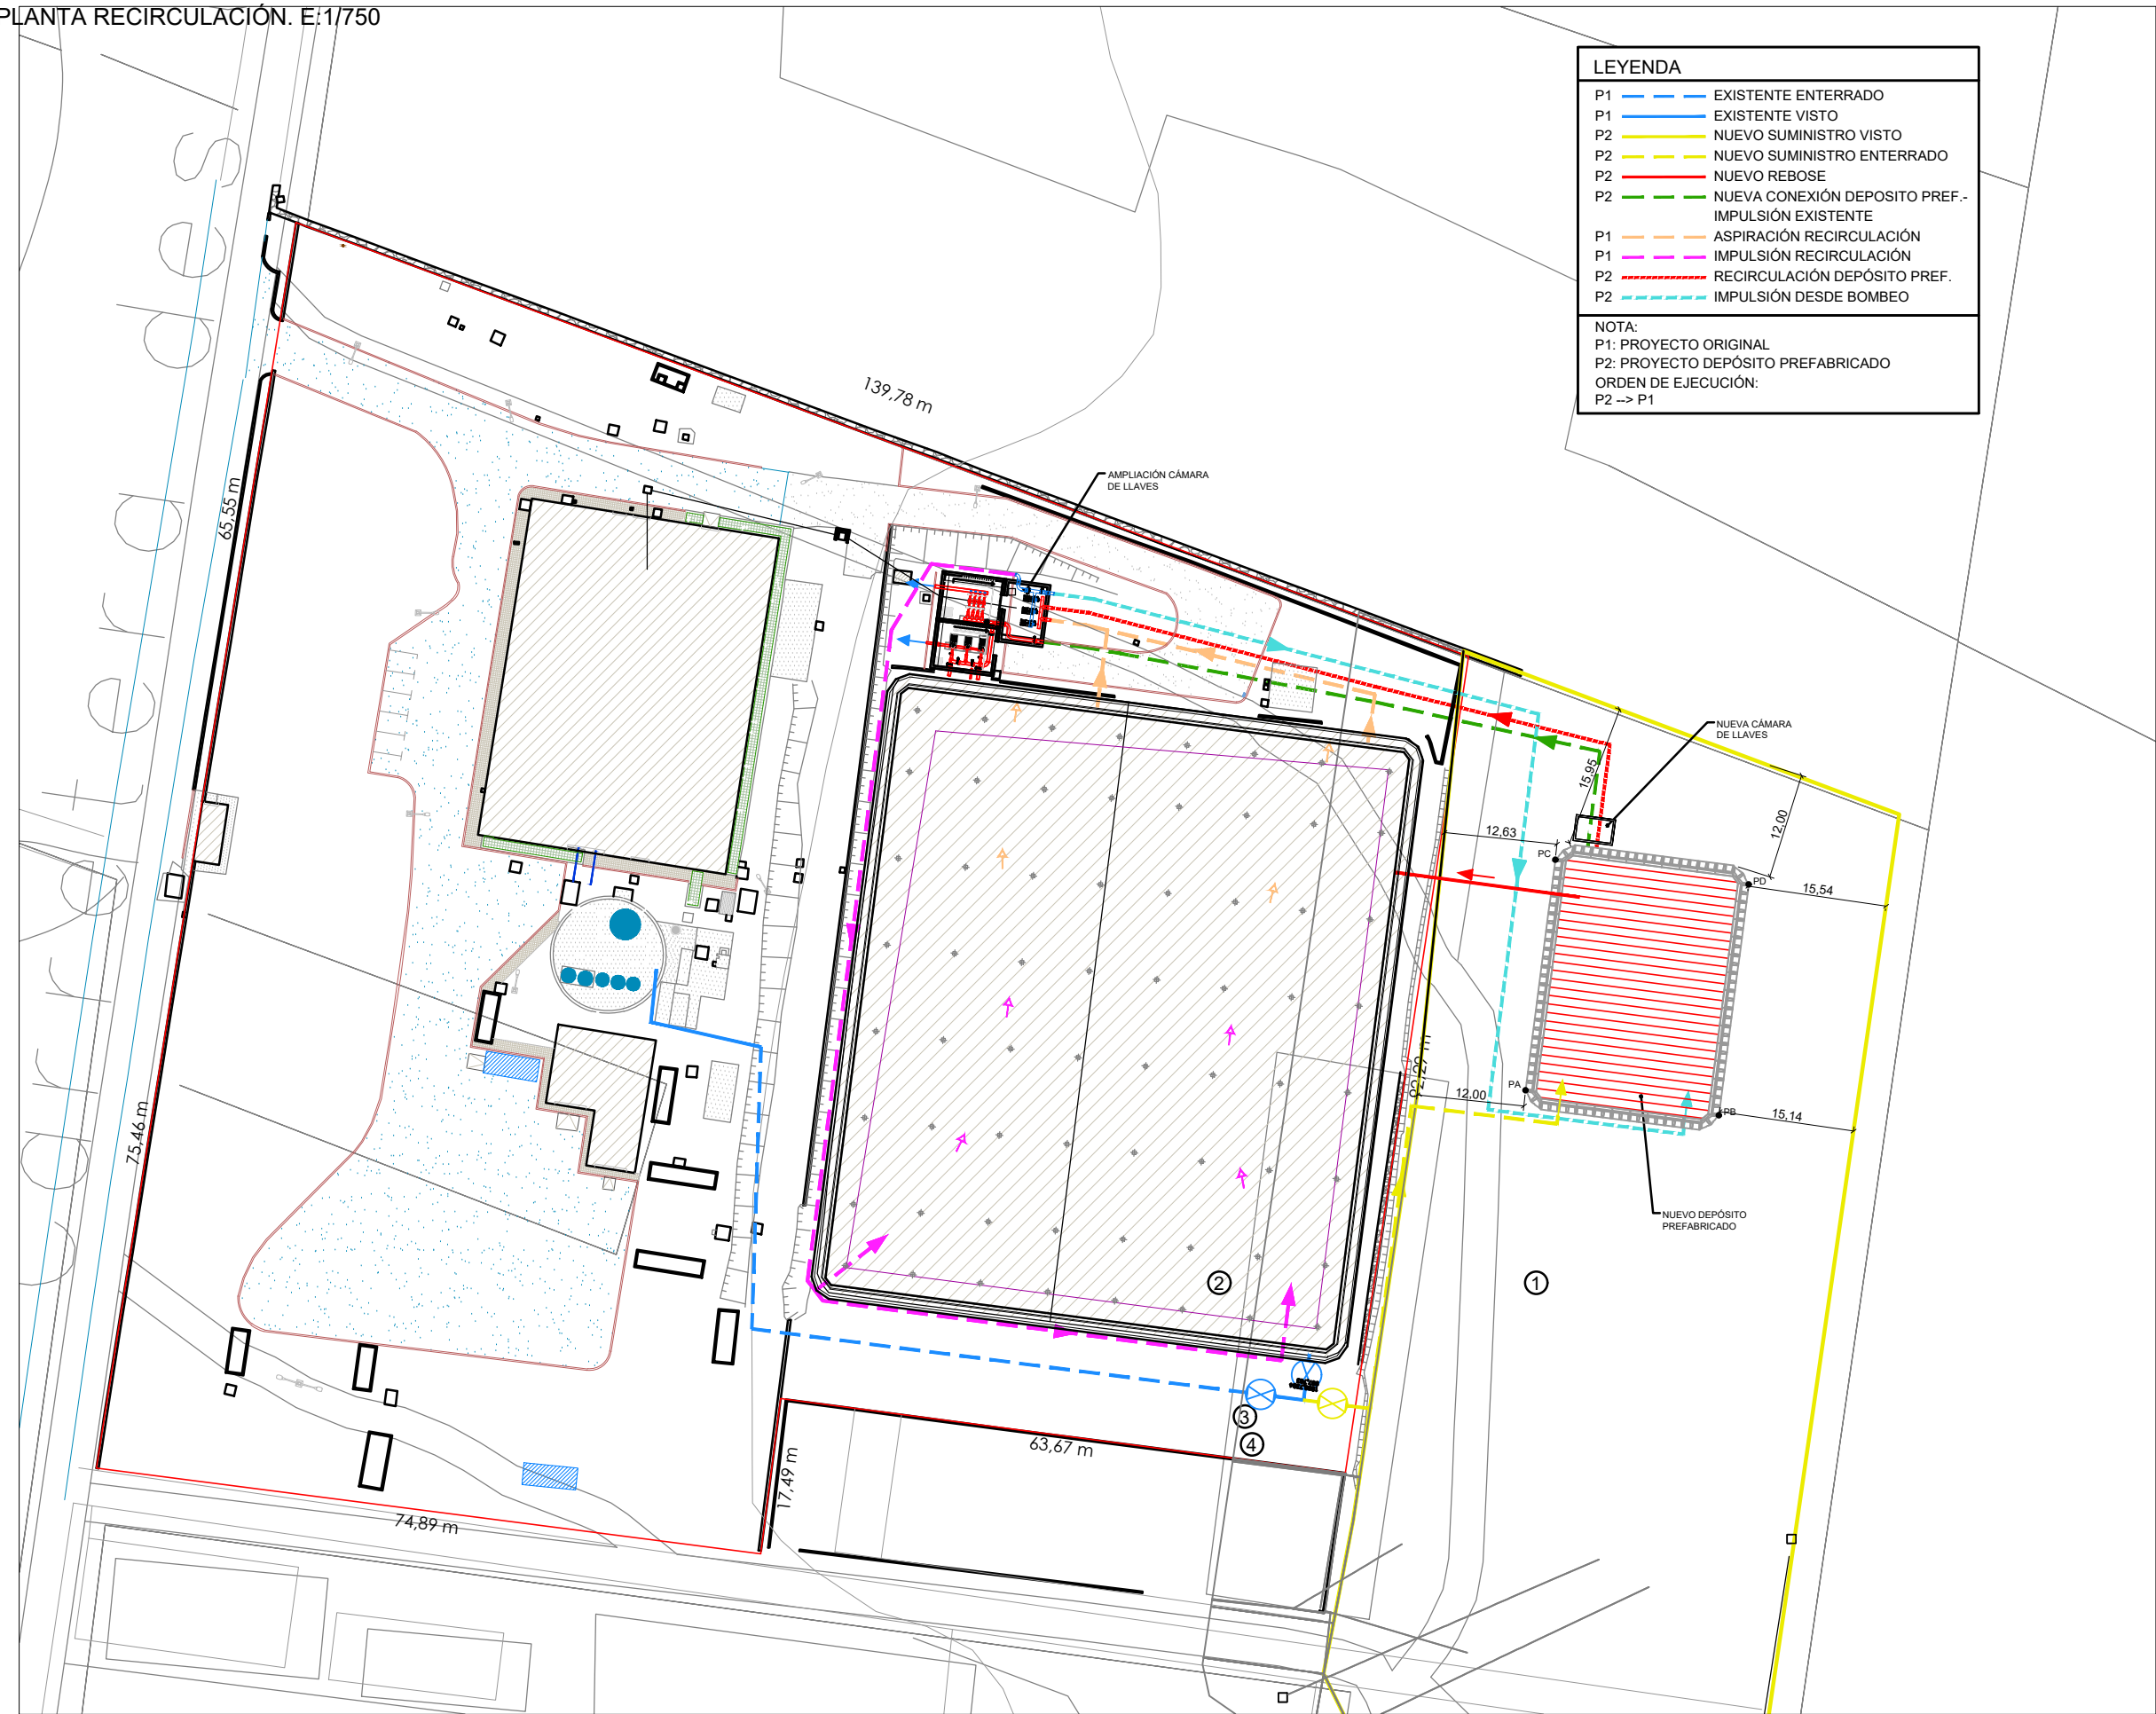 PLANTA RECIRCULACIÓN. E:1/750
LEYENDA
P1 EXISTENTE ENTERRADO
P1 EXISTENTE VISTO
P2 NUEVO SUMINISTRO VISTO
P2 NUEVO SUMINISTRO ENTERRADO
P2 NUEVO REBOSE
P2 NUEVA CONEXIÓN DEPOSITO PREF.-
IMPULSIÓN EXISTENTE
P1 ASPIRACIÓN RECIRCULACIÓN
P1 IMPULSIÓN RECIRCULACIÓN
P2 RECIRCULACIÓN DEPÓSITO PREF.
P2 IMPULSIÓN DESDE BOMBEO
NOTA:
P1: PROYECTO ORIGINAL
P2: PROYECTO DEPÓSITO PREFABRICADO
ORDEN DE EJECUCIÓN:
P2 --> P1
139,78 m
AMPLIACIÓN CÁMARA
DE LLAVES
65,55 m
NUEVA CÁMARA
DE LLAVES
15,95
12,00
12,63
PC
PD
15,54
PA
12,00
PB
15,14
75,46 m
NUEVO DEPÓSITO
PREFABRICADO
2
1
3
4
63,67 m
17,49 m
74,89 m